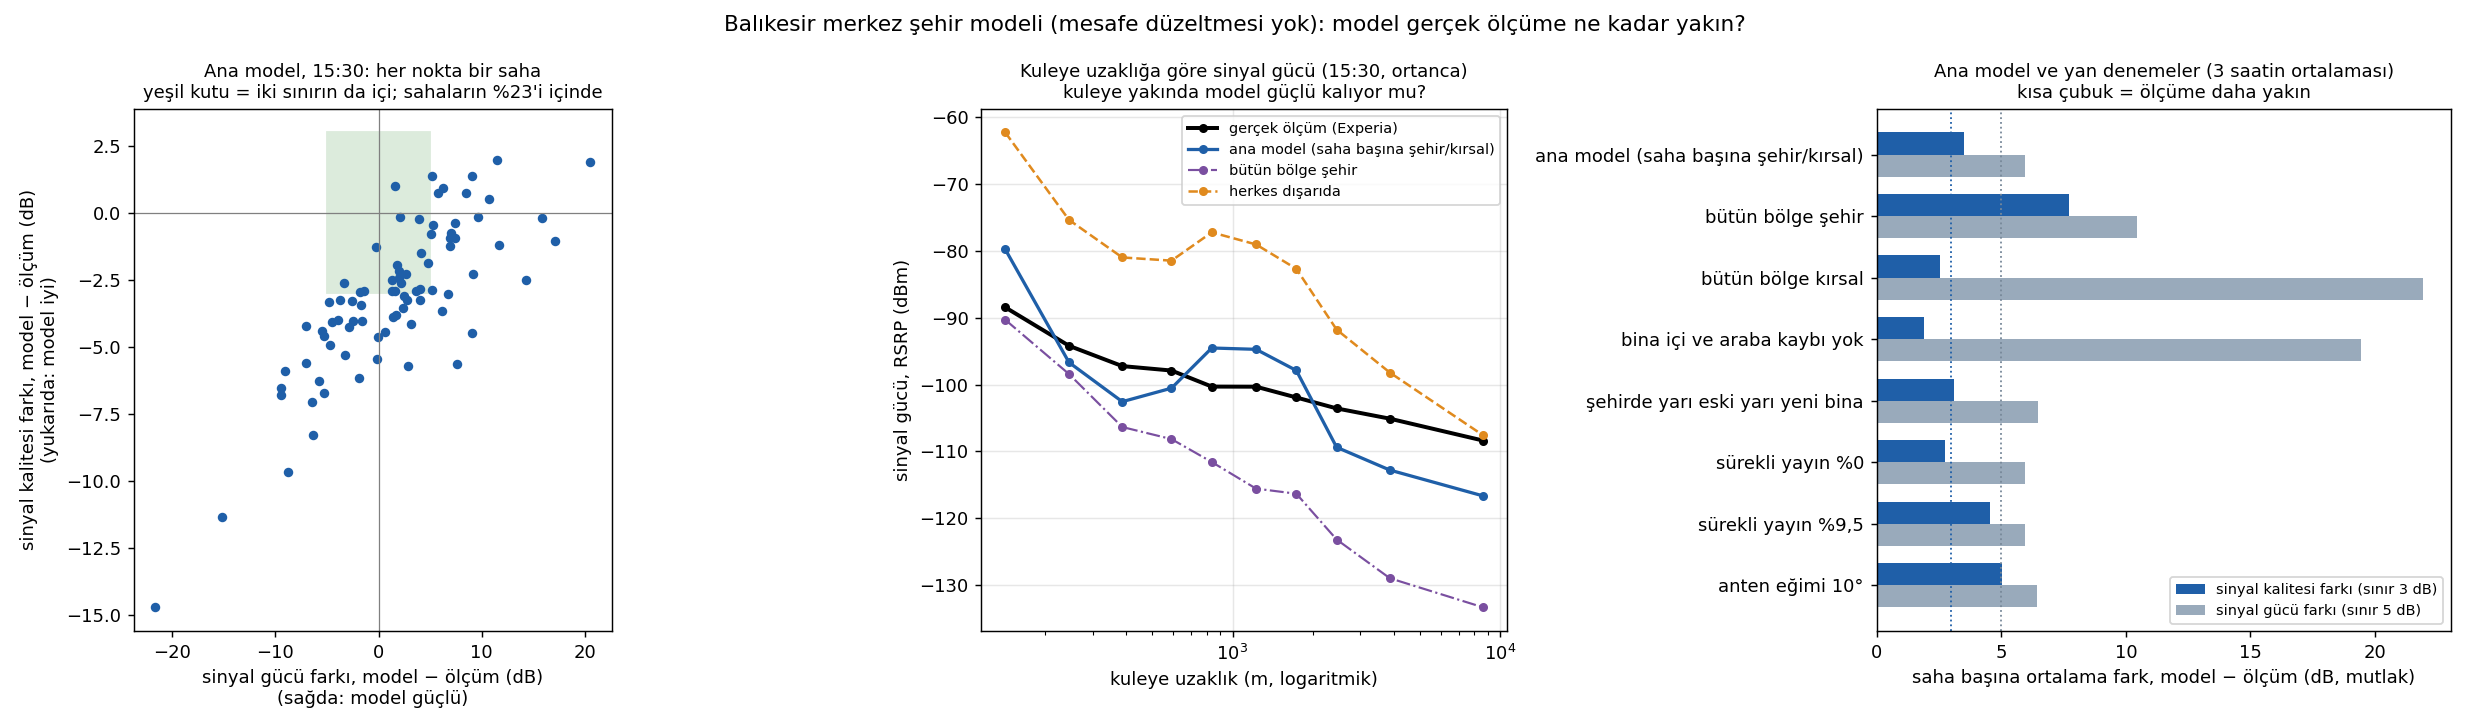 Balıkesir merkez şehir modeli (mesafe düzeltmesi yok): model gerçek ölçüme ne kadar yakın?
Ana model, 15:30: her nokta bir saha
yeşil kutu = iki sınırın da içi; sahaların %23'i içinde
2.5
0.0
−2.5
−5.0
−7.5
−10.0
−12.5
−15.0
sinyal kalitesi farkı, model − ölçüm (dB)
(yukarıda: model iyi)
−20
−10
0
10
20
sinyal gücü farkı, model − ölçüm (dB)
(sağda: model güçlü)
Kuleye uzaklığa göre sinyal gücü (15:30, ortanca)
kuleye yakında model güçlü kalıyor mu?
−60
−70
−80
−90
−100
−110
−120
−130
sinyal gücü, RSRP (dBm)
gerçek ölçüm (Experia)
ana model (saha başına şehir/kırsal)
bütün bölge şehir
herkes dışarıda
10³
10⁴
kuleye uzaklık (m, logaritmik)
Ana model ve yan denemeler (3 saatin ortalaması)
kısa çubuk = ölçüme daha yakın
ana model (saha başına şehir/kırsal)
bütün bölge şehir
bütün bölge kırsal
bina içi ve araba kaybı yok
şehirde yarı eski yarı yeni bina
sürekli yayın %0
sürekli yayın %9,5
anten eğimi 10°
sinyal kalitesi farkı (sınır 3 dB)
sinyal gücü farkı (sınır 5 dB)
0
5
10
15
20
saha başına ortalama fark, model − ölçüm (dB, mutlak)